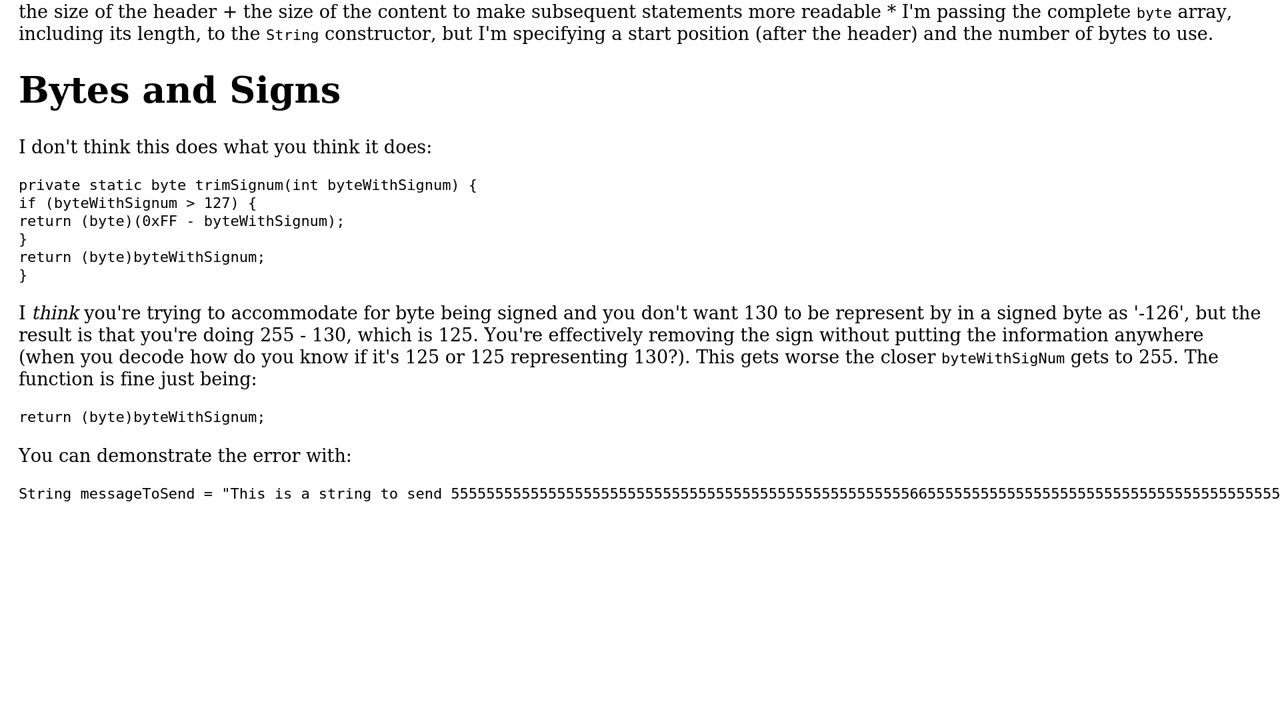 the size of the header + the size of the content to make subsequent statements more readable * I'm passing the complete byte array,
including its length, to the String constructor, but I'm specifying a start position (after the header) and the number of bytes to use.
Bytes and Signs
I don't think this does what you think it does:
private static byte trimSignum(int byteWithSignum) {
if (byteWithSignum > 127) {
return (byte)(0xFF - byteWithSignum);
}
return (byte)byteWithSignum;
}
I think you're trying to accommodate for byte being signed and you don't want 130 to be represent by in a signed byte as '-126', but the
result is that you're doing 255 - 130, which is 125. You're effectively removing the sign without putting the information anywhere
(when you decode how do you know if it's 125 or 125 representing 130?). This gets worse the closer byteWithSigNum gets to 255. The
function is fine just being:
return (byte)byteWithSignum;
You can demonstrate the error with:
String messageToSend = "This is a string to send 5555555555555555555555555555555555555555555555555555665555555555555555555555555555555555555555